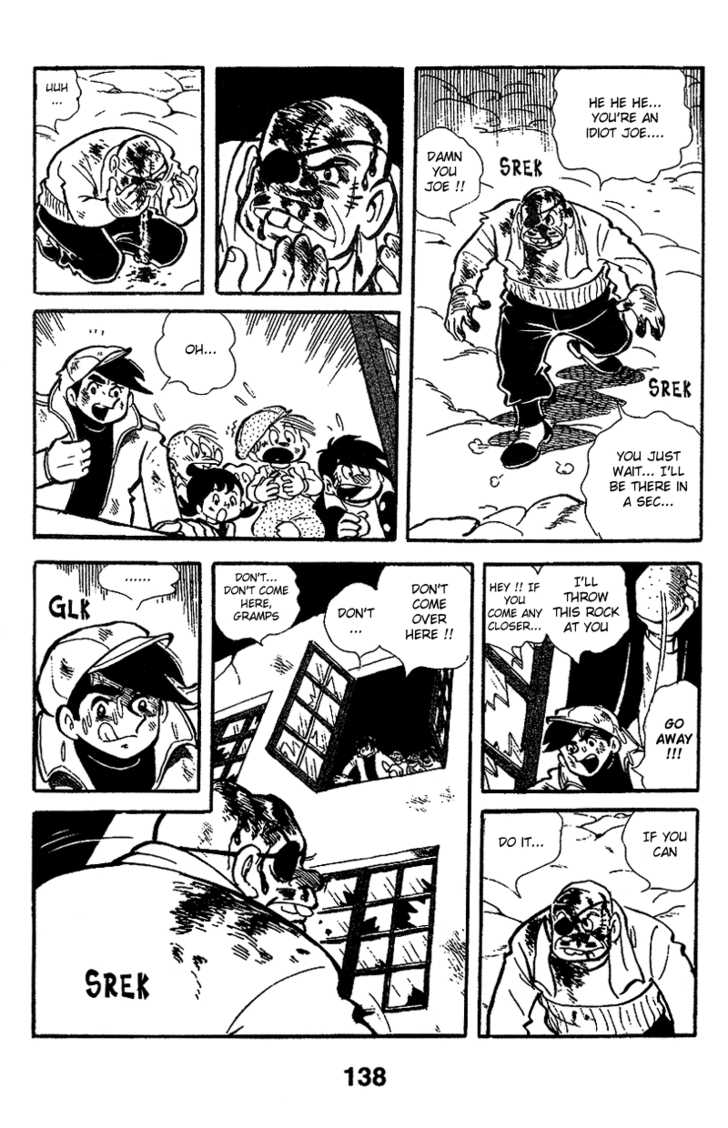 UUH
...
HE HE HE...
YOU'RE AN
IDIOT JOE....
DAMN
YOU
JOE !!
SREK
SREK
YOU JUST
WAIT... I'LL
BE THERE IN
A SEC...
...
OH...
......
GLK
DON'T...
DON'T COME
HERE,
GRAMPS
DON'T
...
DON'T
COME
OVER
HERE !!
SREK
HEY !! IF
YOU
COME ANY
CLOSER...
I'LL
THROW
THIS ROCK
AT YOU
GO
AWAY
!!!
DO IT...
IF YOU
CAN
138